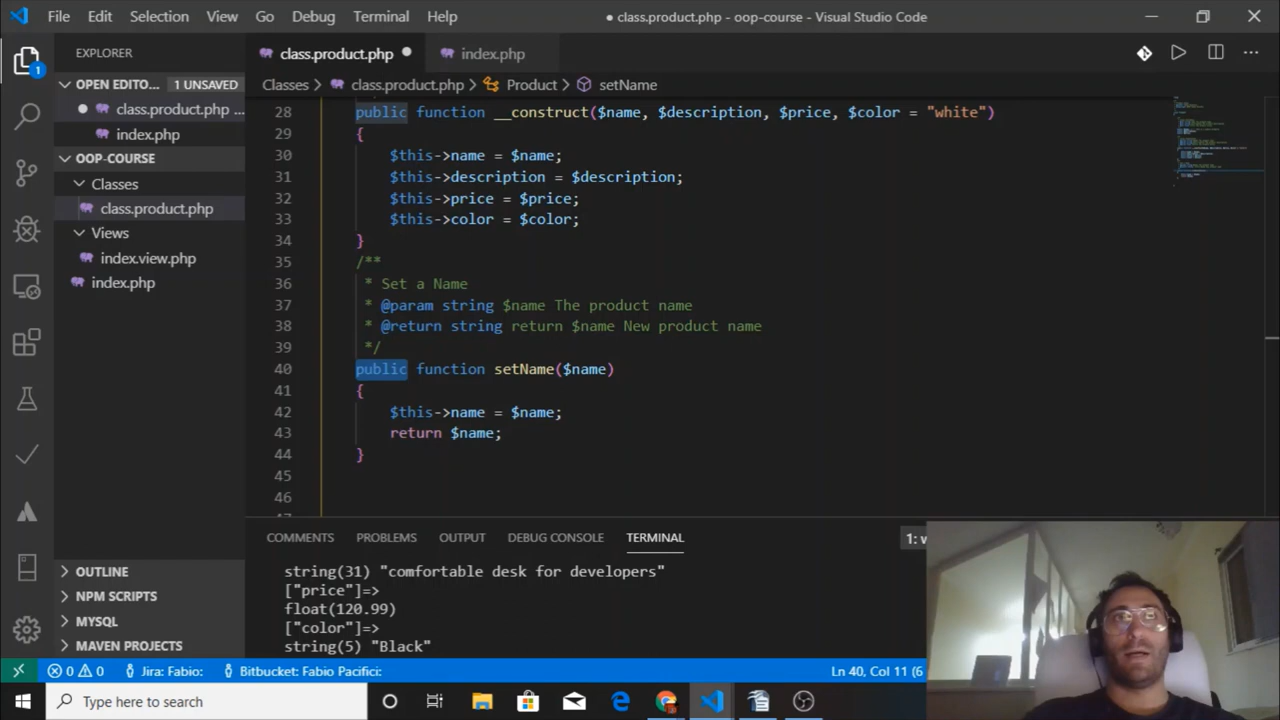 File Edit Selection View Go Debug Terminal Help ● class.product.php - oop-course - Visual Studio Code
EXPLORER
class.product.php ●
index.php
OPEN EDITO... 1 UNSAVED
● class.product.php ...
index.php
OOP-COURSE
Classes
class.product.php
Views
index.view.php
index.php
OUTLINE
NPM SCRIPTS
MYSQL
MAVEN PROJECTS
1
Classes > class.product.php > Product > setName
28 public function __construct($name, $description, $price, $color = "white")
29 {
30 $this->name = $name;
31 $this->description = $description;
32 $this->price = $price;
33 $this->color = $color;
34 }
35 /**
36 * Set a Name
37 * @param string $name The product name
38 * @return string return $name New product name
39 */
40 public function setName($name)
41 {
42 $this->name = $name;
43 return $name;
44 }
45
46
COMMENTS PROBLEMS OUTPUT DEBUG CONSOLE TERMINAL
string(31) "comfortable desk for developers"
["price"]=>
float(120.99)
["color"]=>
string(5) "Black"
0 0 Jira: Fabio: Bitbucket: Fabio Pacifici: Ln 40, Col 11 (6
Type here to search